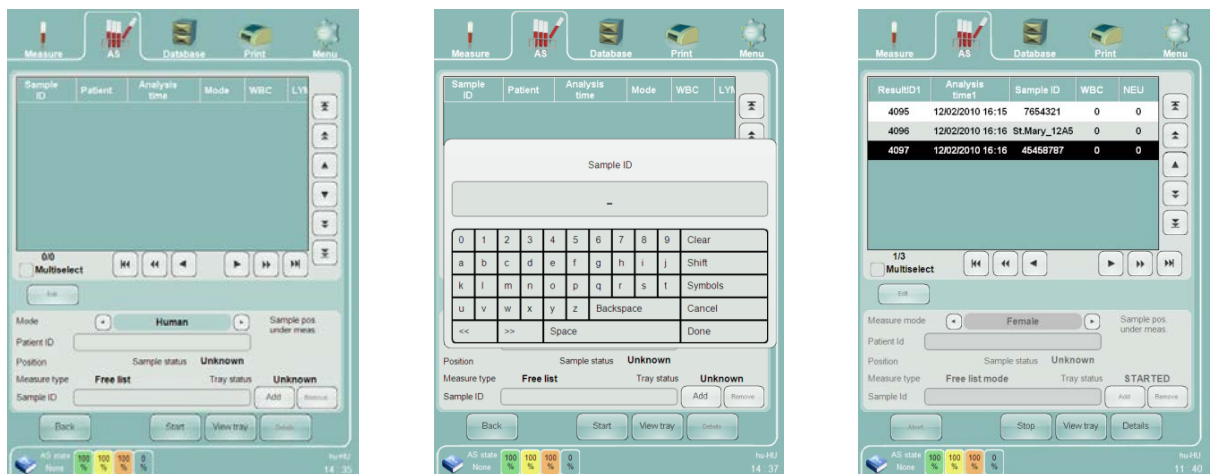 Measure AS Database Print Menu
Sample ID Patient Analysis time Mode WBC LYM
0/0
Multiselect
Edit
Mode Human Sample pos. under meas.
Patient ID
Position Sample status Unknown
Measure type Free list Tray status Unknown
Sample ID Add Remove
Back Start View tray Details
AS state None 100 % 100 % 100 % 0 % hu-HU 14 : 35
Measure AS Database Print Menu
Sample ID Patient Analysis time Mode WBC LYM
Sample ID
_
0 1 2 3 4 5 6 7 8 9 Clear
a b c d e f g h i j Shift
k l m n o p q r s t Symbols
u v w x y z Backspace Cancel
<< >> Space Done
Position Sample status Unknown
Measure type Free list Tray status Unknown
Sample ID Add Remove
Back Start View tray Details
AS state None 100 % 100 % 100 % 0 % hu-HU 14 : 37
Measure AS Database Print Menu
ResultID1 Analysis time1 Sample ID WBC NEU
4095 12/02/2010 16:15 7654321 0 0
4096 12/02/2010 16:16 St.Mary_12A5 0 0
4097 12/02/2010 16:16 45458787 0 0
1/3
Multiselect
Edit
Measure mode Female Sample pos. under meas.
Patient Id
Position Sample status Unknown
Measure type Free list mode Tray status STARTED
Sample Id Add Remove
Abort Stop View tray Details
AS state None 100 % 100 % 100 % 0 % hu-HU 11 : 40